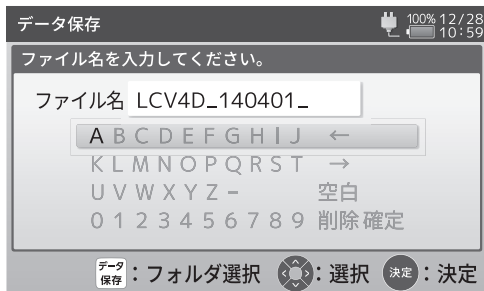 データ保存 100% 12/28
10:59
ファイル名を入力してください。
ファイル名 LCV4D_140401_
A B C D E F G H I J ←
K L M N O P Q R S T →
U V W X Y Z - 空白
0 1 2 3 4 5 6 7 8 9 削除 確定
データ保存 : フォルダ選択 : 選択 決定 : 決定